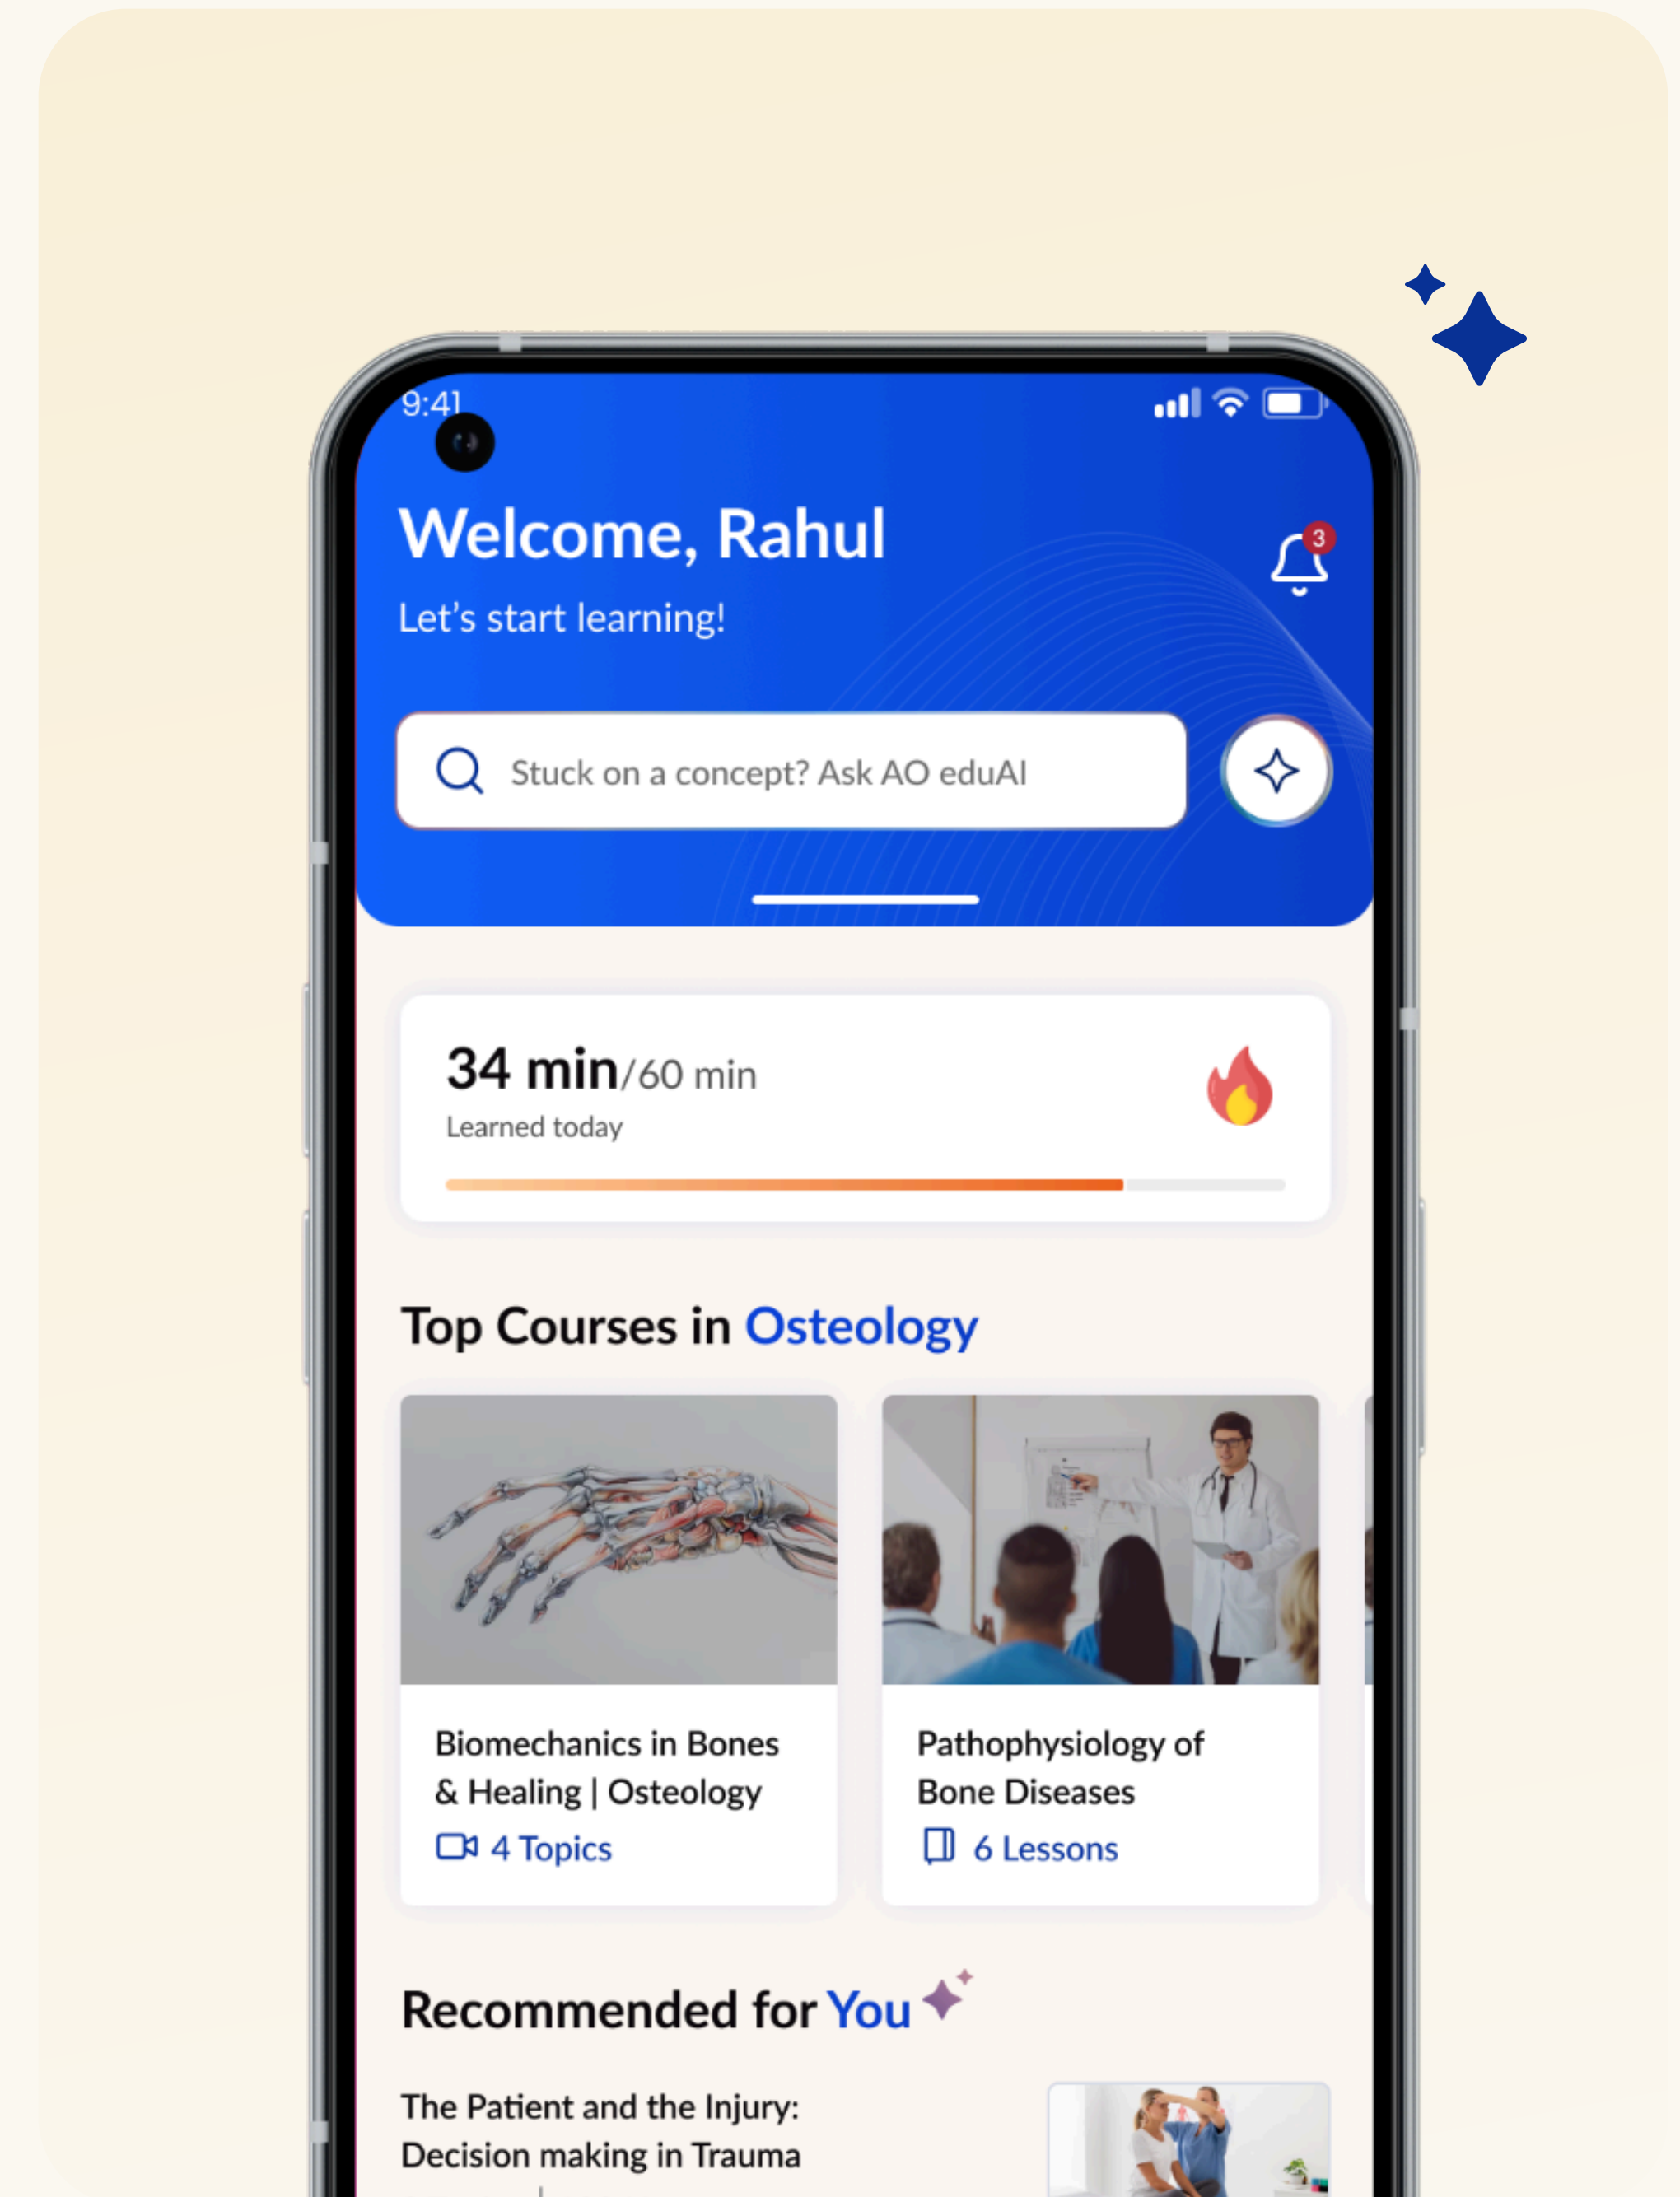 9:41
Welcome, Rahul
3
Let’s start learning!
Stuck on a concept? Ask AO eduAI
34 min/60 min
Learned today
Top Courses in Osteology
Biomechanics in Bones
& Healing | Osteology
4 Topics
Pathophysiology of
Bone Diseases
6 Lessons
Recommended for You
The Patient and the Injury:
Decision making in Trauma